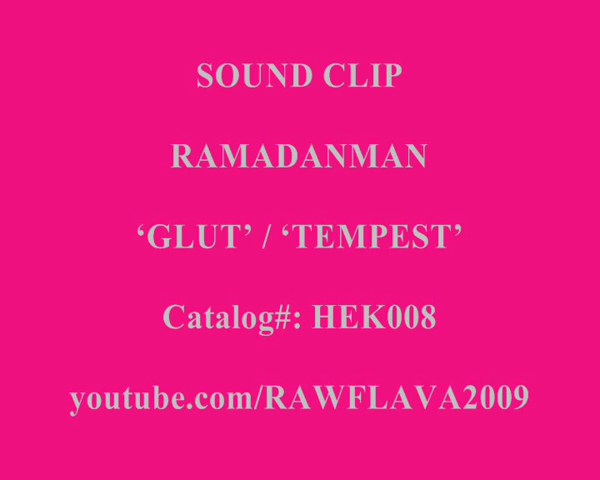 SOUND CLIP
RAMADANMAN
‘GLUT’ / ‘TEMPEST’
Catalog#: HEK008
youtube.com/RAWFLAVA2009